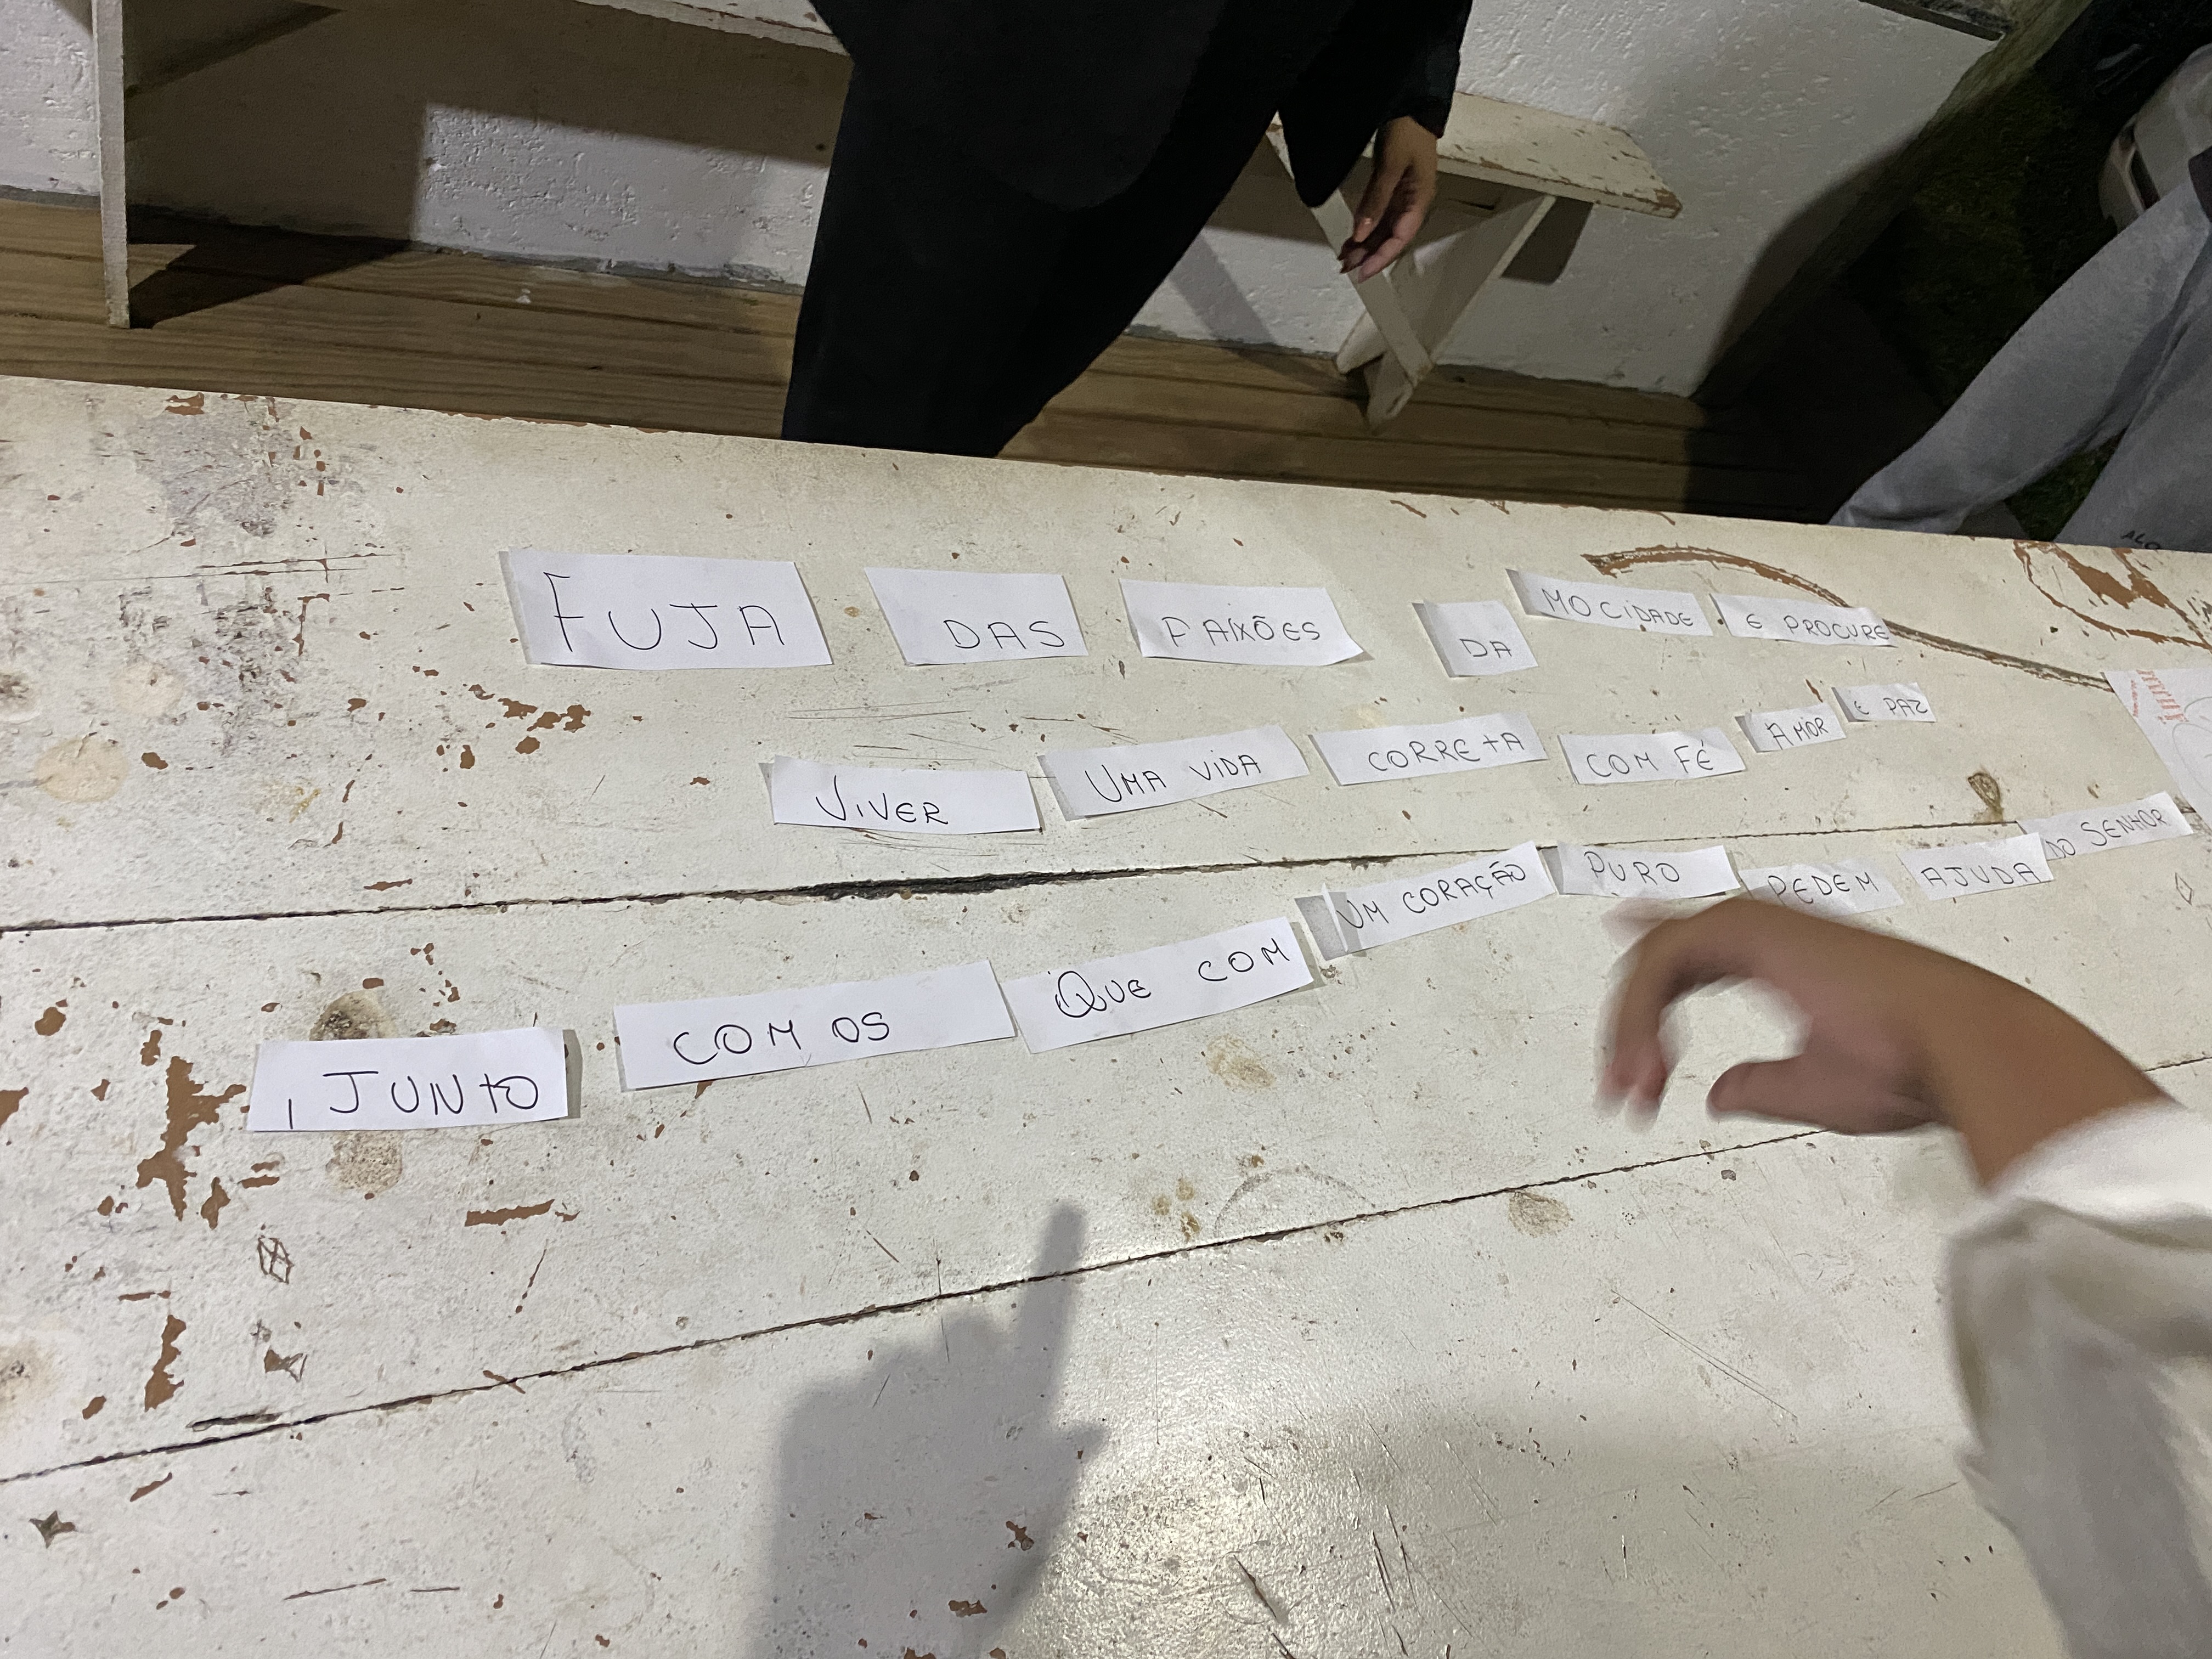 FUJA DAS PAIXÕES DA MOCIDADE E PROCURE
VIVER UMA VIDA CORRETA COM FÉ AMOR E PAZ
, JUNTO COM OS QUE COM UM CORAÇÃO PURO PEDEM AJUDA DO SENHOR